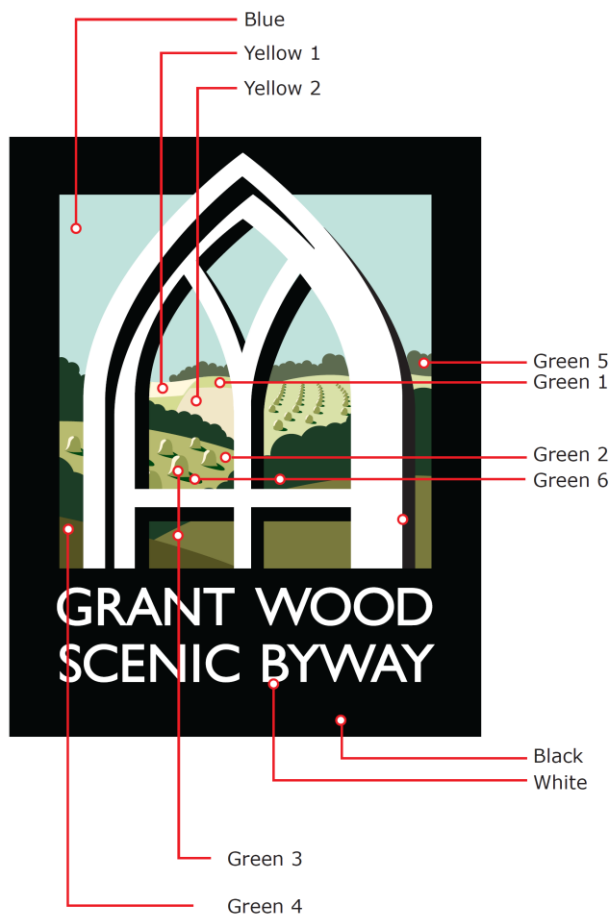 Blue
Yellow 1
Yellow 2
Green 5
Green 1
Green 2
Green 6
GRANT WOOD
SCENIC BYWAY
Black
White
Green 3
Green 4